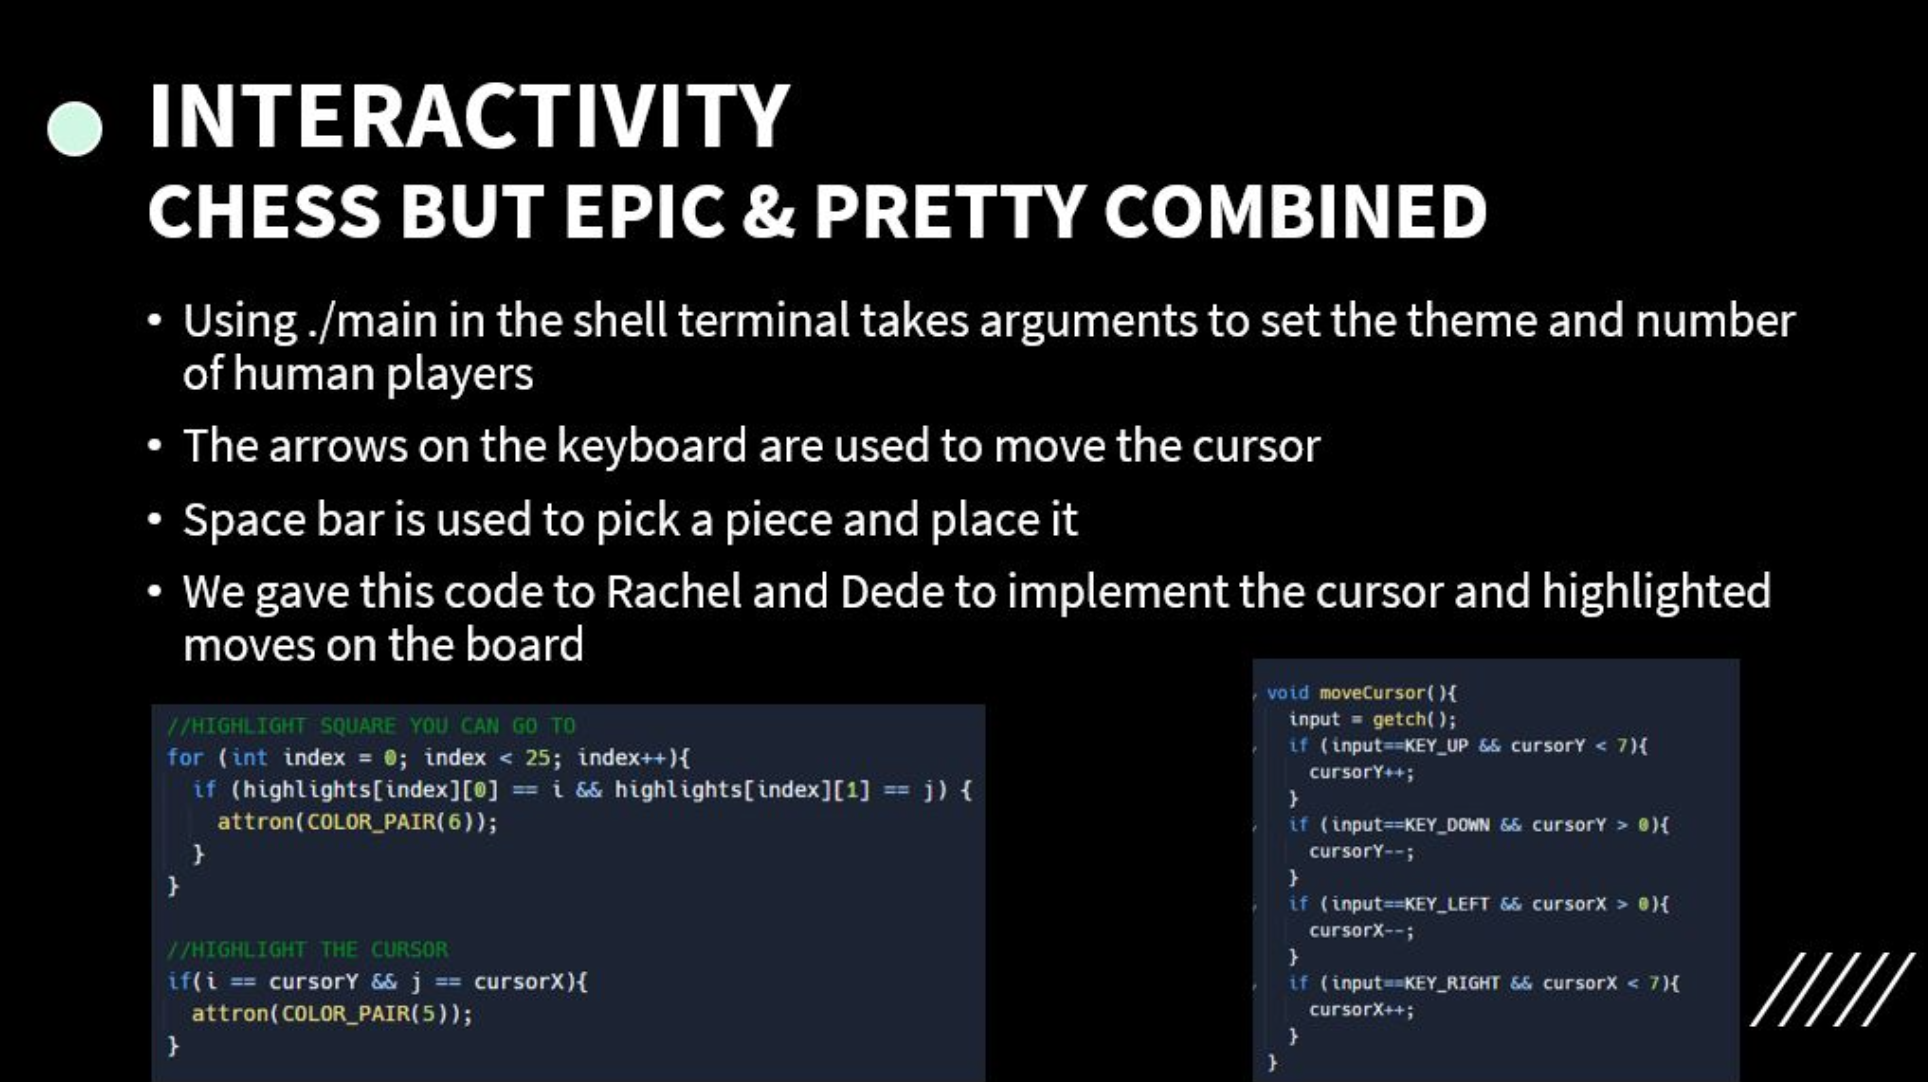 INTERACTIVITY
CHESS BUT EPIC & PRETTY COMBINED
• Using ./main in the shell terminal takes arguments to set the theme and number
of human players
• The arrows on the keyboard are used to move the cursor
• Space bar is used to pick a piece and place it
• We gave this code to Rachel and Dede to implement the cursor and highlighted
moves on the board
//HIGHLIGHT SQUARE YOU CAN GO TO
for (int index = 0; index < 25; index++){
  if (highlights[index][0] == i && highlights[index][1] == j) {
    attron(COLOR_PAIR(6));
  }
}

//HIGHLIGHT THE CURSOR
if(i == cursorY && j == cursorX){
  attron(COLOR_PAIR(5));
}
void moveCursor(){
  input = getch();
  if (input==KEY_UP && cursorY < 7){
    cursorY++;
  }
  if (input==KEY_DOWN && cursorY > 0){
    cursorY--;
  }
  if (input==KEY_LEFT && cursorX > 0){
    cursorX--;
  }
  if (input==KEY_RIGHT && cursorX < 7){
    cursorX++;
  }
}